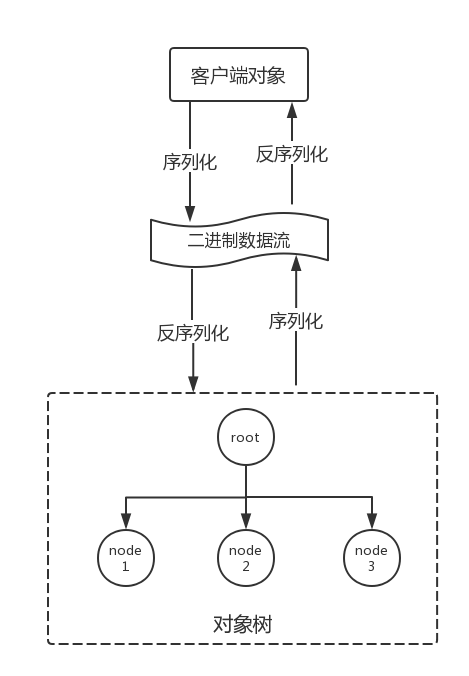 客户端对象
反序列化
序列化
二进制数据流
序列化
反序列化
root
node
1
node
2
node
3
对象树